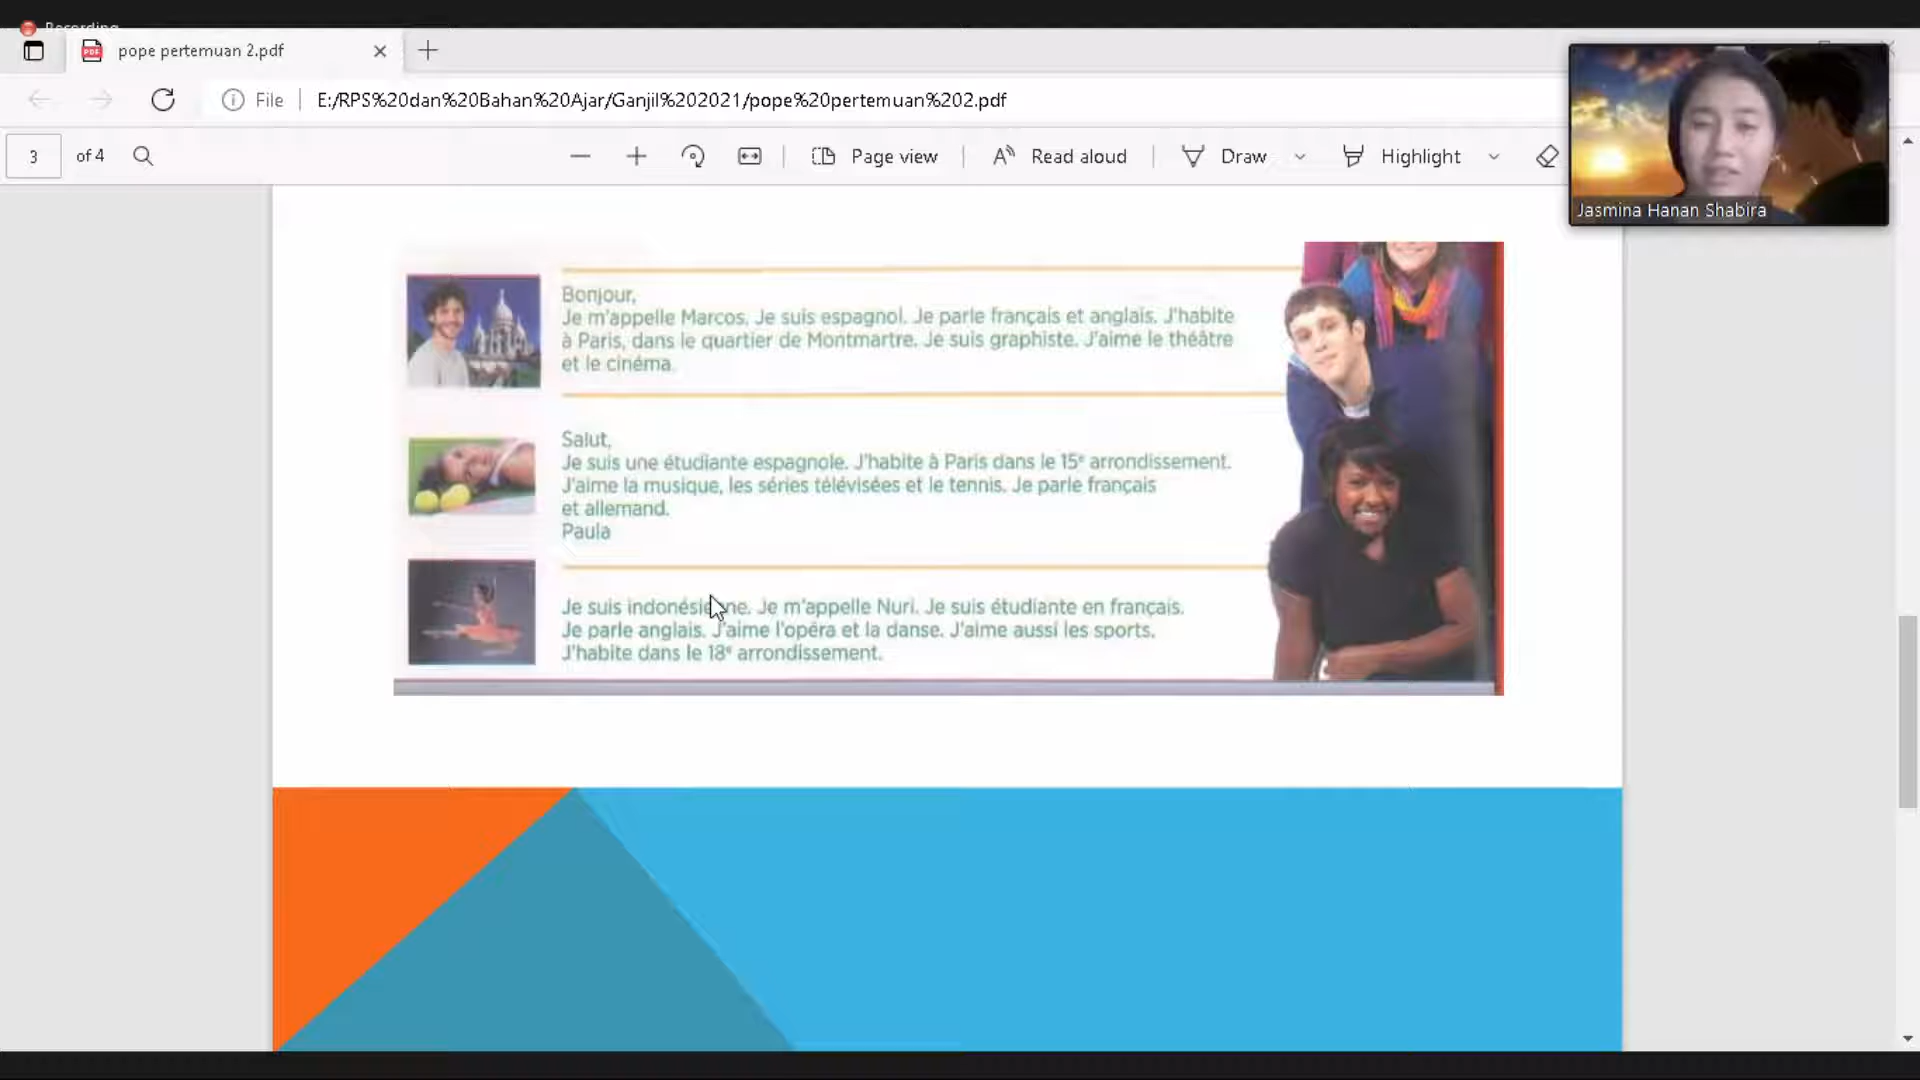 Recording
pope pertemuan 2.pdf
File
E:/RPS%20dan%20Bahan%20Ajar/Ganjil%202021/pope%20pertemuan%202.pdf
3 of 4
Page view
Read aloud
Draw
Highlight
Jasmina Hanan Shabira
Bonjour,
Je m'appelle Marcos. Je suis espagnol. Je parle français et anglais. J'habite
à Paris, dans le quartier de Montmartre. Je suis graphiste. J'aime le théâtre
et le cinéma.
Salut,
Je suis une étudiante espagnole. J'habite à Paris dans le 15e arrondissement.
J'aime la musique, les séries télévisées et le tennis. Je parle français
et allemand.
Paula
Je suis indonésienne. Je m'appelle Nuri. Je suis étudiante en français.
Je parle anglais. J'aime l'opéra et la danse. J'aime aussi les sports.
J'habite dans le 18e arrondissement.